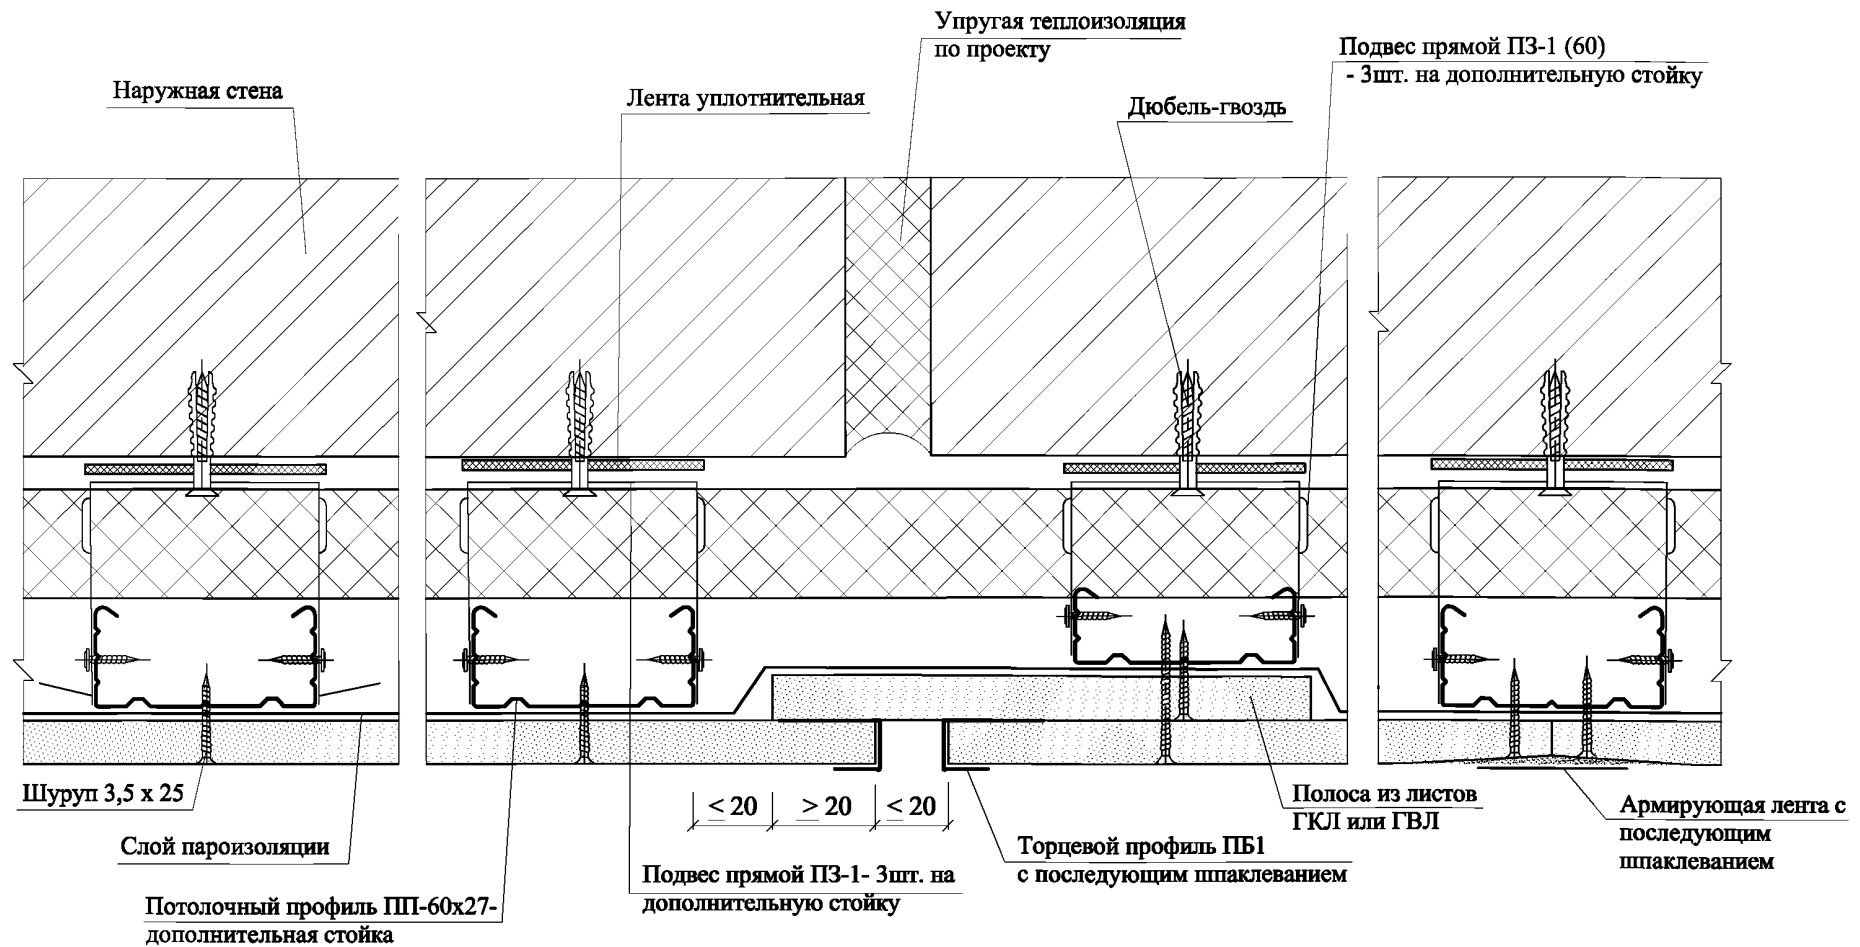 Упругая теплоизоляция
по проекту
Подвес прямой ПЗ-1 (60)
- 3шт. на дополнительную стойку
Наружная стена
Лента уплотнительная
Дюбель-гвоздь
Шуруп 3,5 х 25
≤ 20
≥ 20
≤ 20
Полоса из листов
ГКЛ или ГВЛ
Армирующая лента с
последующим
шпаклеванием
Слой пароизоляции
Торцевой профиль ПБ1
с последующим шпаклеванием
Подвес прямой ПЗ-1- 3шт. на
дополнительную стойку
Потолочный профиль ПП-60х27-
дополнительная стойка